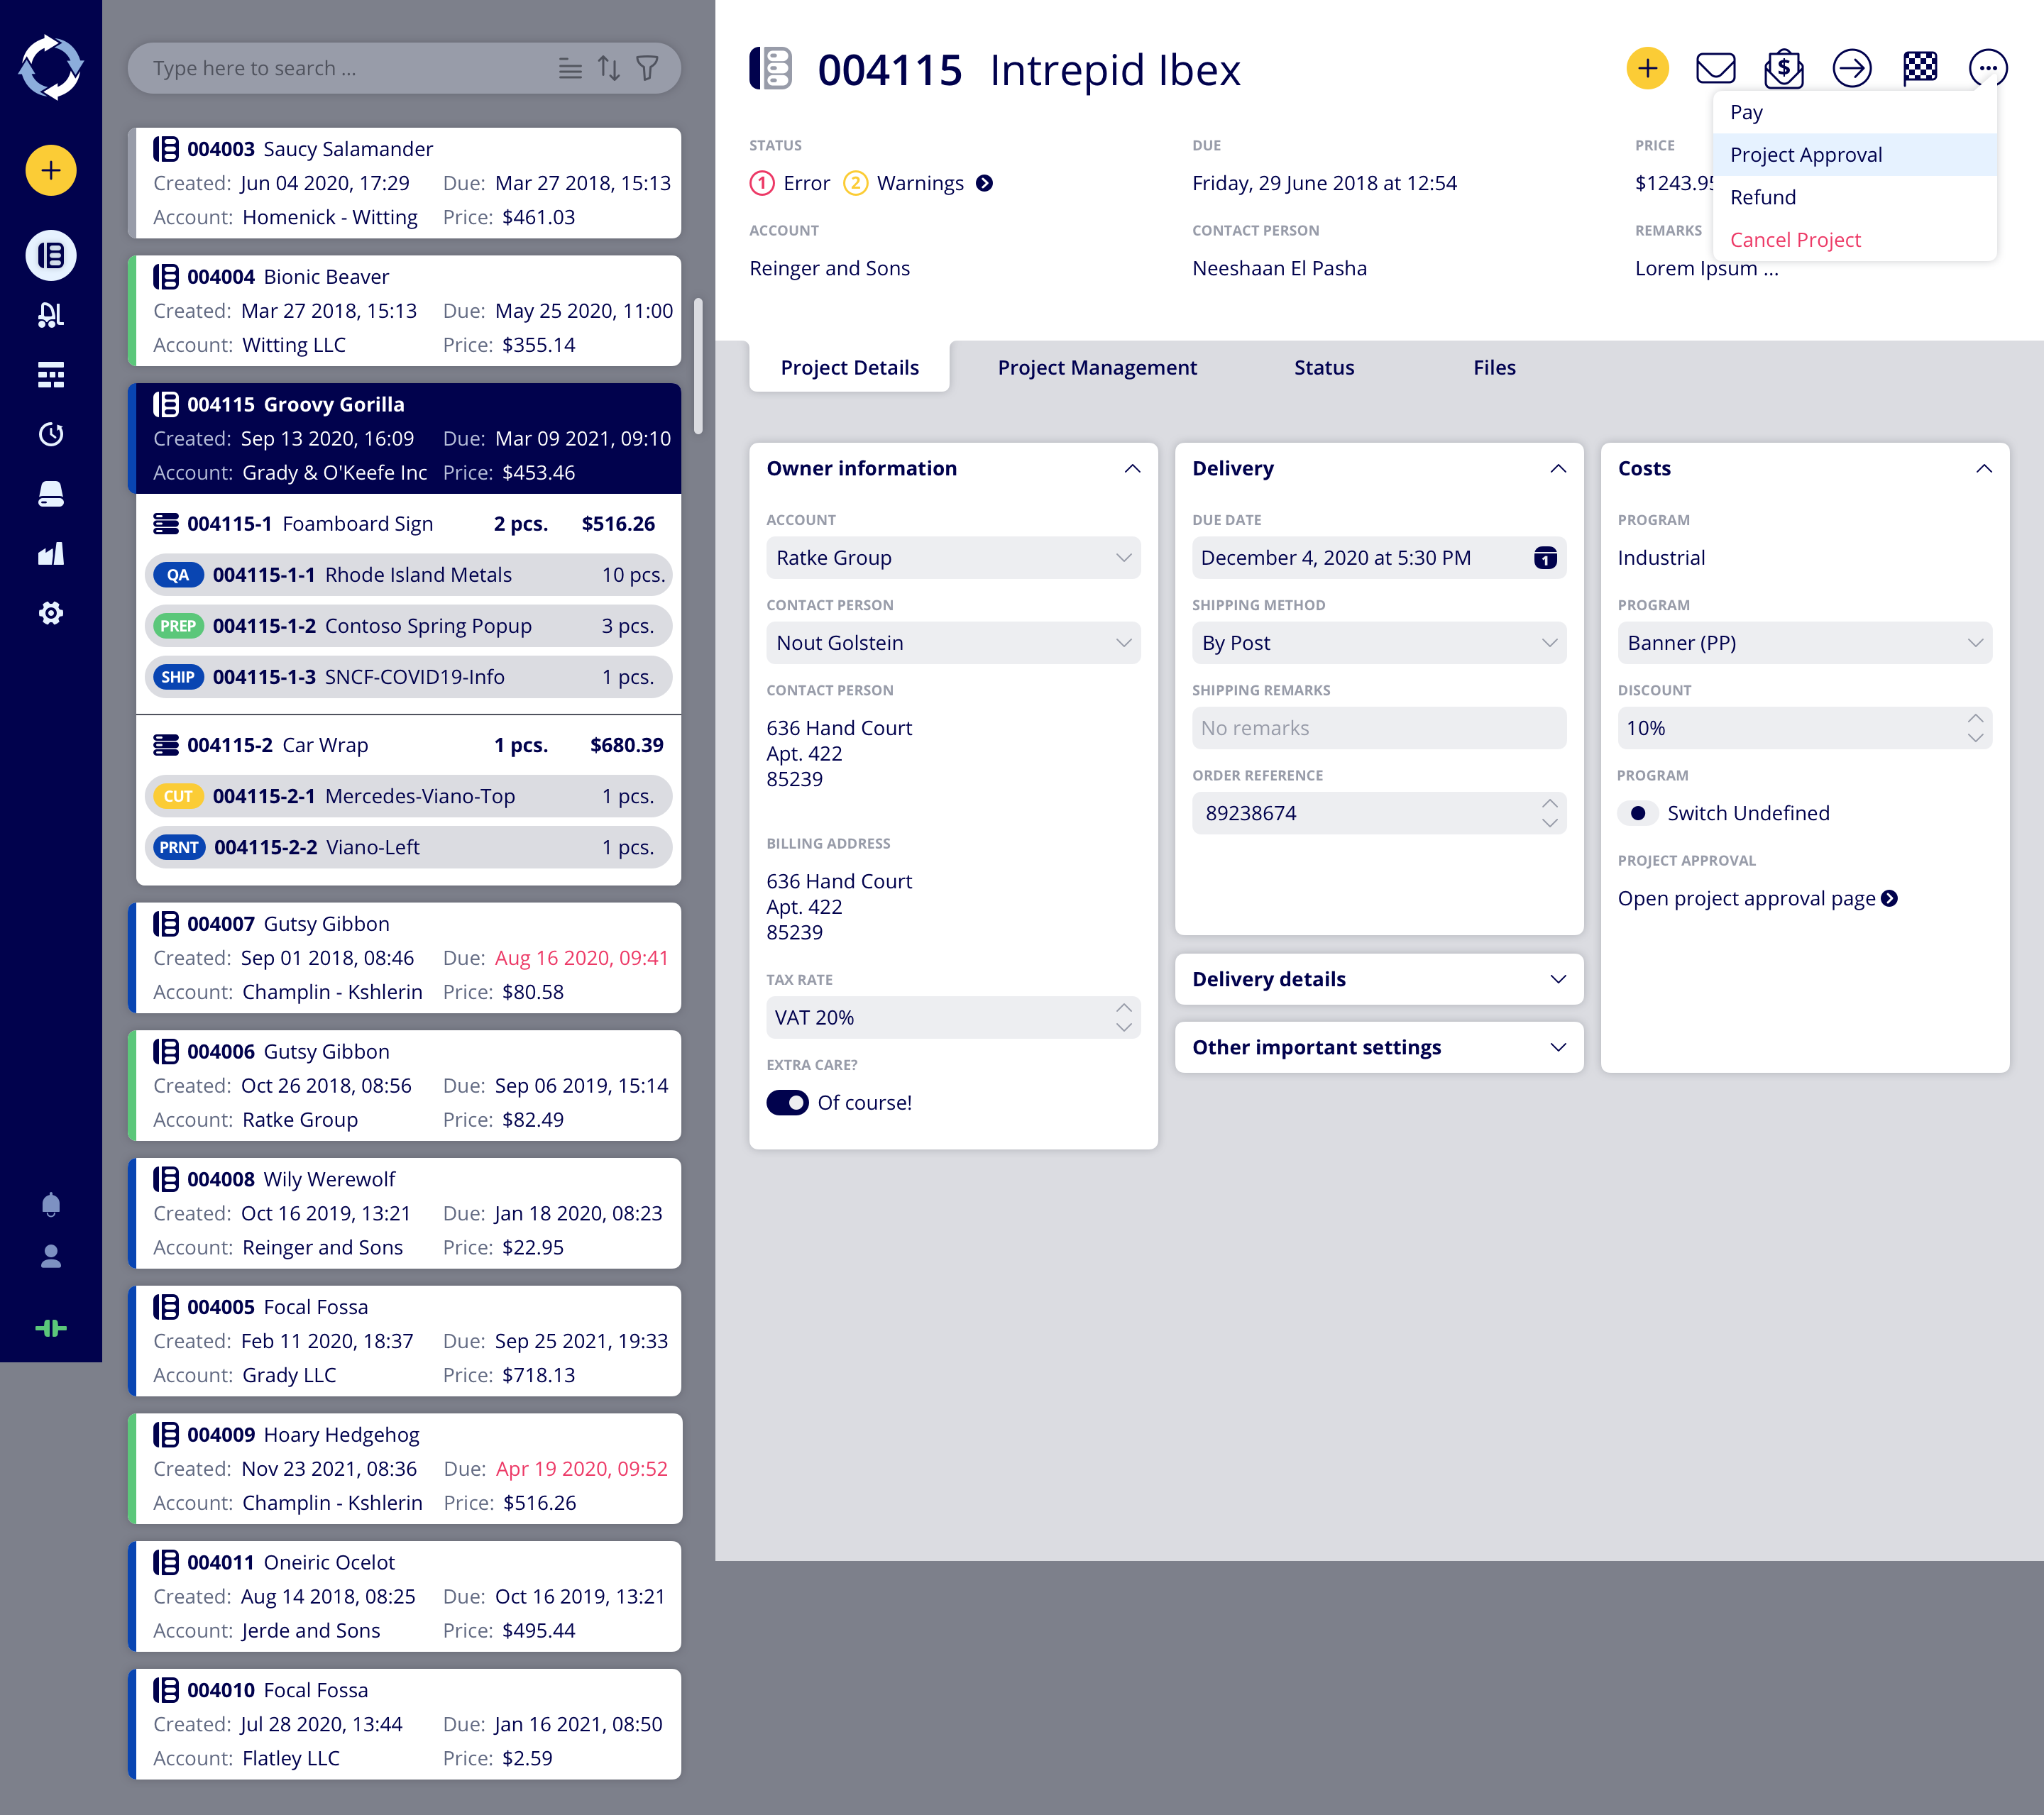 Type here to search ...
004003 Saucy Salamander
Created: Jun 04 2020, 17:29 Due: Mar 27 2018, 15:13
Account: Homenick - Witting Price: $461.03
004004 Bionic Beaver
Created: Mar 27 2018, 15:13 Due: May 25 2020, 11:00
Account: Witting LLC Price: $355.14
004115 Groovy Gorilla
Created: Sep 13 2020, 16:09 Due: Mar 09 2021, 09:10
Account: Grady & O'Keefe Inc Price: $453.46
004115-1 Foamboard Sign 2 pcs. $516.26
QA 004115-1-1 Rhode Island Metals 10 pcs.
PREP 004115-1-2 Contoso Spring Popup 3 pcs.
SHIP 004115-1-3 SNCF-COVID19-Info 1 pcs.
004115-2 Car Wrap 1 pcs. $680.39
CUT 004115-2-1 Mercedes-Viano-Top 1 pcs.
PRNT 004115-2-2 Viano-Left 1 pcs.
004007 Gutsy Gibbon
Created: Sep 01 2018, 08:46 Due: Aug 16 2020, 09:41
Account: Champlin - Kshlerin Price: $80.58
004006 Gutsy Gibbon
Created: Oct 26 2018, 08:56 Due: Sep 06 2019, 15:14
Account: Ratke Group Price: $82.49
004008 Wily Werewolf
Created: Oct 16 2019, 13:21 Due: Jan 18 2020, 08:23
Account: Reinger and Sons Price: $22.95
004005 Focal Fossa
Created: Feb 11 2020, 18:37 Due: Sep 25 2021, 19:33
Account: Grady LLC Price: $718.13
004009 Hoary Hedgehog
Created: Nov 23 2021, 08:36 Due: Apr 19 2020, 09:52
Account: Champlin - Kshlerin Price: $516.26
004011 Oneiric Ocelot
Created: Aug 14 2018, 08:25 Due: Oct 16 2019, 13:21
Account: Jerde and Sons Price: $495.44
004010 Focal Fossa
Created: Jul 28 2020, 13:44 Due: Jan 16 2021, 08:50
Account: Flatley LLC Price: $2.59
004115 Intrepid Ibex
$
Pay
Project Approval
Refund
Cancel Project
STATUS
1 Error 2 Warnings
DUE
Friday, 29 June 2018 at 12:54
PRICE
$1243.95
ACCOUNT
Reinger and Sons
CONTACT PERSON
Neeshaan El Pasha
REMARKS
Lorem Ipsum ...
Project Details Project Management Status Files
Owner information
ACCOUNT
Ratke Group
CONTACT PERSON
Nout Golstein
CONTACT PERSON
636 Hand Court
Apt. 422
85239
BILLING ADDRESS
636 Hand Court
Apt. 422
85239
TAX RATE
VAT 20%
EXTRA CARE?
Of course!
Delivery
DUE DATE
December 4, 2020 at 5:30 PM 1
SHIPPING METHOD
By Post
SHIPPING REMARKS
No remarks
ORDER REFERENCE
89238674
Delivery details
Other important settings
Costs
PROGRAM
Industrial
PROGRAM
Banner (PP)
DISCOUNT
10%
PROGRAM
Switch Undefined
PROJECT APPROVAL
Open project approval page